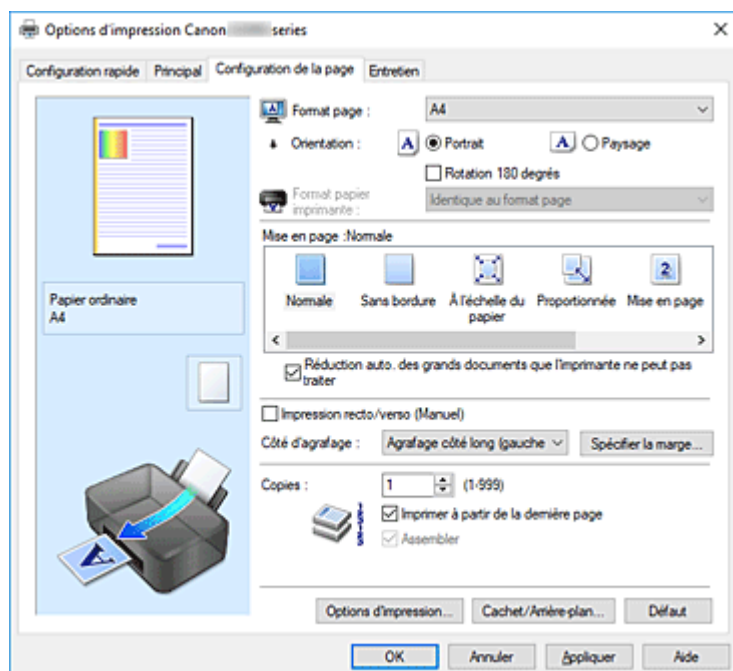 Options d'impression Canon series
Configuration rapide Principal Configuration de la page Entretien
Format page : A4
Orientation : A Portrait A Paysage
Rotation 180 degrés
Format papier imprimante : Identique au format page
Mise en page :Normale
Normale Sans bordure À l'échelle du papier Proportionnée 2 Mise en page
Papier ordinaire
A4
Réduction auto. des grands documents que l'imprimante ne peut pas
traiter
Impression recto/verso (Manuel)
Côté d'agrafage : Agrafage côté long (gauche Spécifier la marge...
Copies : 1 (1-999)
Imprimer à partir de la dernière page
Assembler
A
Options d'impression... Cachet/Arrière-plan... Défaut
OK Annuler Appliquer Aide